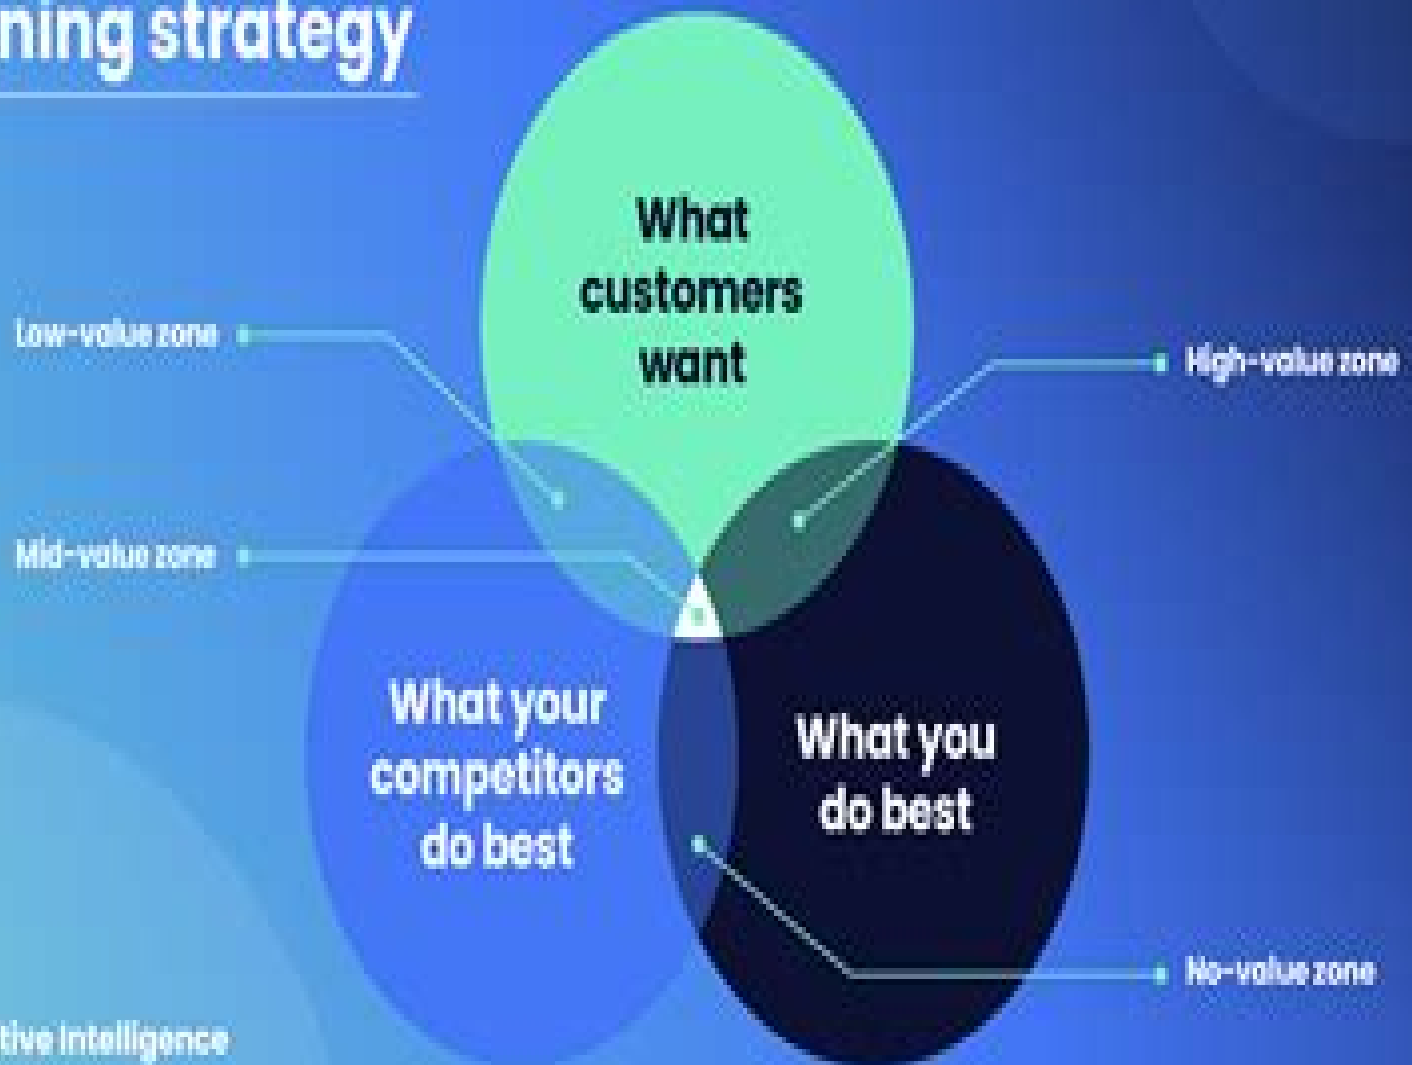 ning strategy
What
customers
want
Low-value zone
High-value zone
Mid-value zone
What your
competitors
do best
What you
do best
No-value zone
tive Intelligence